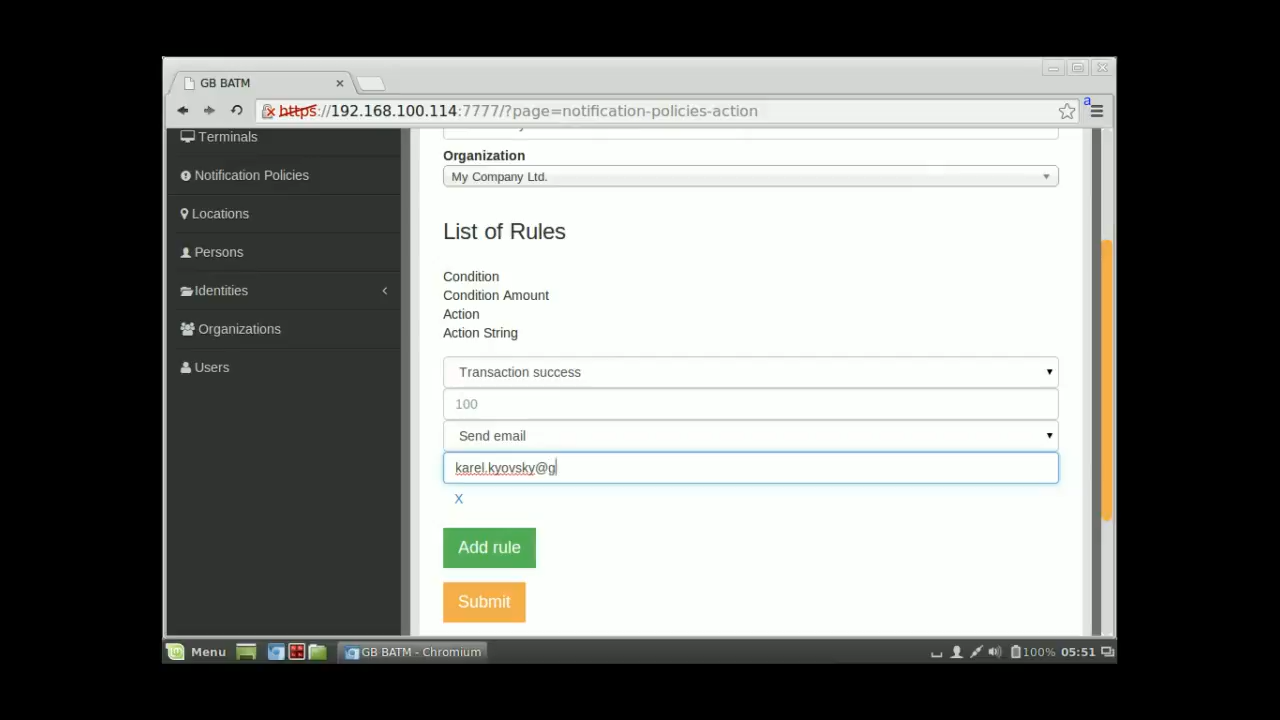 GB BATM
https://192.168.100.114:7777/?page=notification-policies-action
a
Terminals
Notification Policies
Locations
Persons
Identities
Organizations
Users
Organization
My Company Ltd.
List of Rules
Condition
Condition Amount
Action
Action String
Transaction success
100
Send email
karel.kyovsky@g
X
Add rule
Submit
Menu
GB BATM - Chromium
100% 05:51